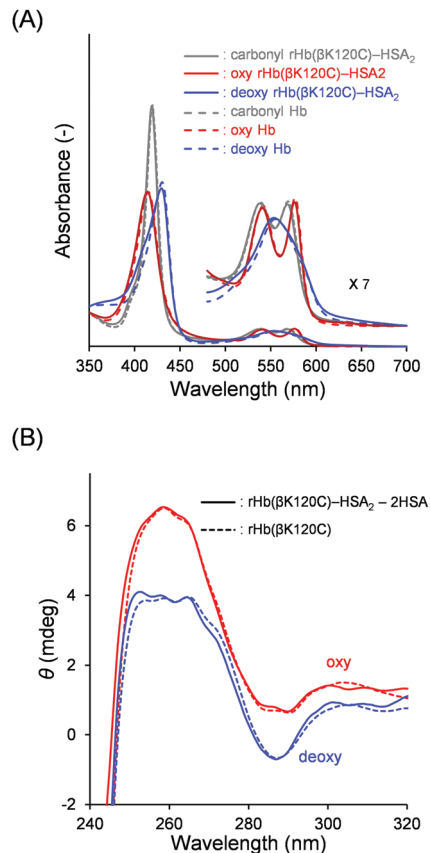 (A)
: carbonyl rHb(βK120C)–HSA₂
: oxy rHb(βK120C)–HSA2
: deoxy rHb(βK120C)–HSA₂
: carbonyl Hb
: oxy Hb
: deoxy Hb
Absorbance (-)
X 7
350 400 450 500 550 600 650 700
Wavelength (nm)
(B)
: rHb(βK120C)–HSA₂ – 2HSA
: rHb(βK120C)
6
4
2
0
-2
θ (mdeg)
oxy
deoxy
240 260 280 300 320
Wavelength (nm)